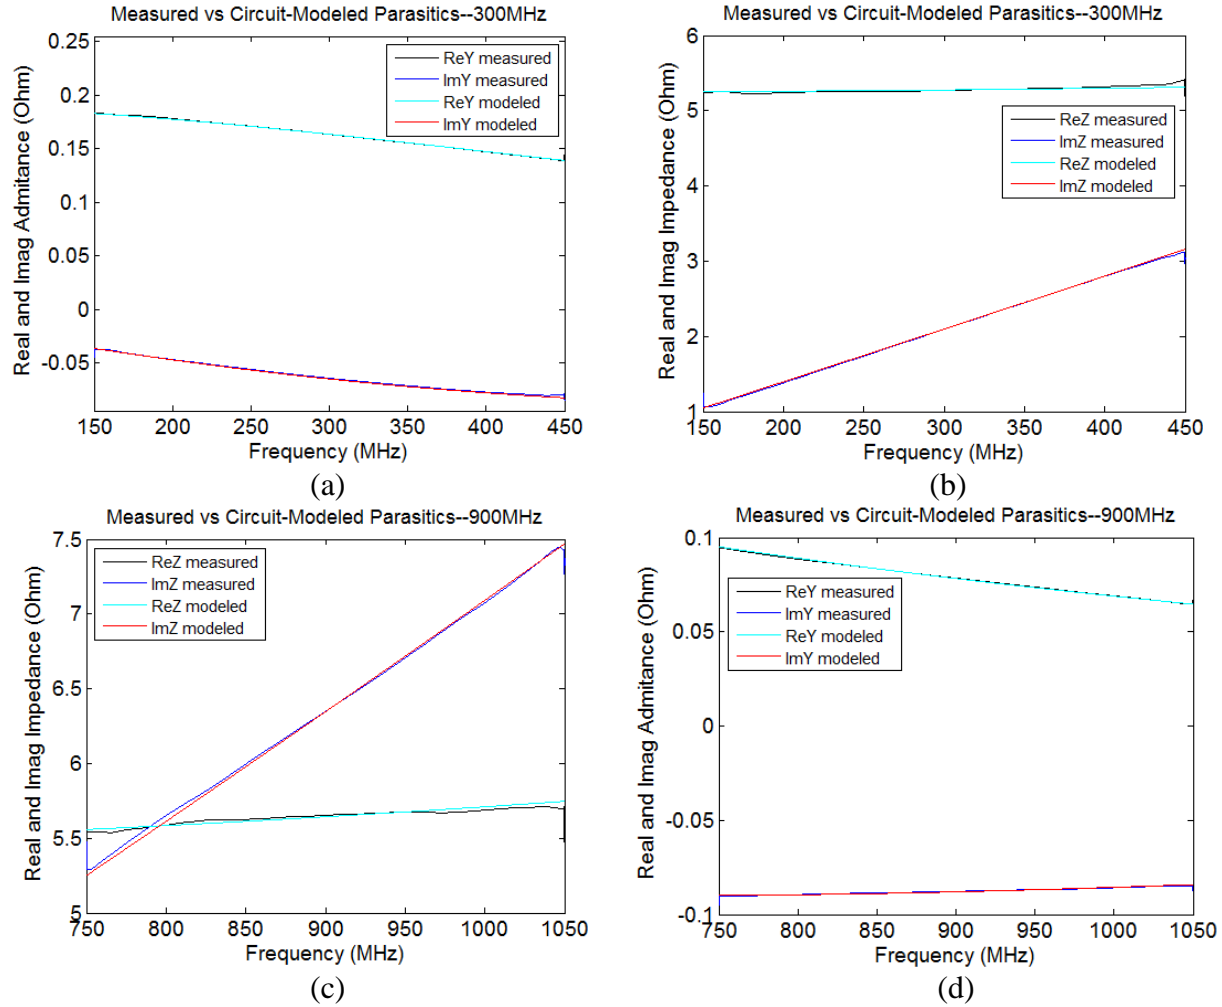 Measured vs Circuit-Modeled Parasitics--300MHz
Real and Imag Admitance (Ohm)
0.25
0.2
0.15
0.1
0.05
0
-0.05
ReY measured
ImY measured
ReY modeled
ImY modeled
150 200 250 300 350 400 450
Frequency (MHz)
(a)
Measured vs Circuit-Modeled Parasitics--300MHz
Real and Imag Impedance (Ohm)
6
5
4
3
2
1
ReZ measured
ImZ measured
ReZ modeled
ImZ modeled
150 200 250 300 350 400 450
Frequency (MHz)
(b)
Measured vs Circuit-Modeled Parasitics--900MHz
Real and Imag Impedance (Ohm)
7.5
7
6.5
6
5.5
5
ReZ measured
ImZ measured
ReZ modeled
ImZ modeled
750 800 850 900 950 1000 1050
Frequency (MHz)
(c)
Measured vs Circuit-Modeled Parasitics--900MHz
Real and Imag Admitance (Ohm)
0.1
0.05
0
-0.05
-0.1
ReY measured
ImY measured
ReY modeled
ImY modeled
750 800 850 900 950 1000 1050
Frequency (MHz)
(d)